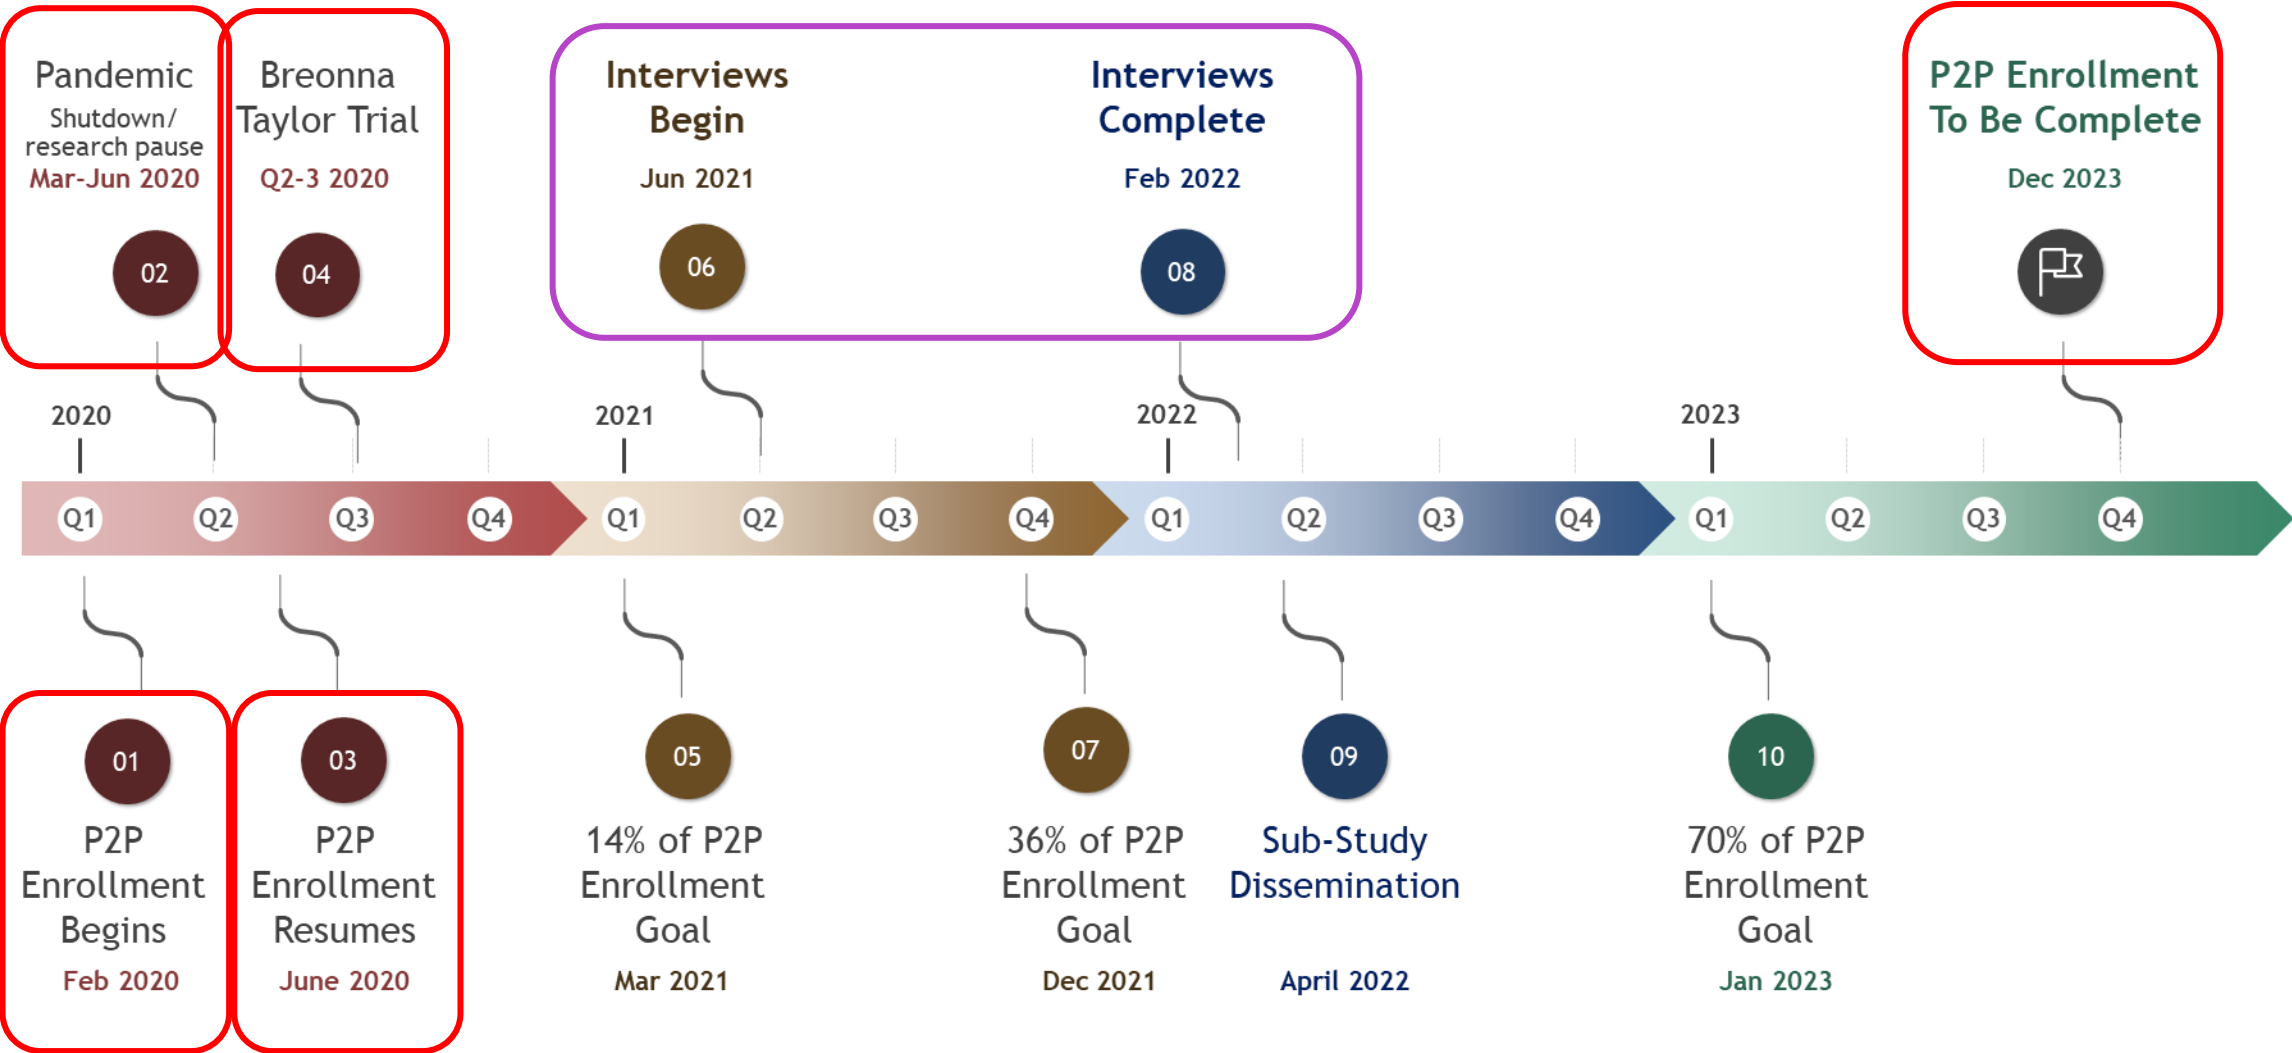 Pandemic
Shutdown/
research pause
Mar-Jun 2020
02
Breonna
Taylor Trial
Q2-3 2020
04
Interviews
Begin
Jun 2021
06
Interviews
Complete
Feb 2022
08
P2P Enrollment
To Be Complete
Dec 2023
2020
2021
2022
2023
Q1 Q2 Q3 Q4 Q1 Q2 Q3 Q4 Q1 Q2 Q3 Q4 Q1 Q2 Q3 Q4
01
P2P
Enrollment
Begins
Feb 2020
03
P2P
Enrollment
Resumes
June 2020
05
14% of P2P
Enrollment
Goal
Mar 2021
07
36% of P2P
Enrollment
Goal
Dec 2021
09
Sub-Study
Dissemination
April 2022
10
70% of P2P
Enrollment
Goal
Jan 2023